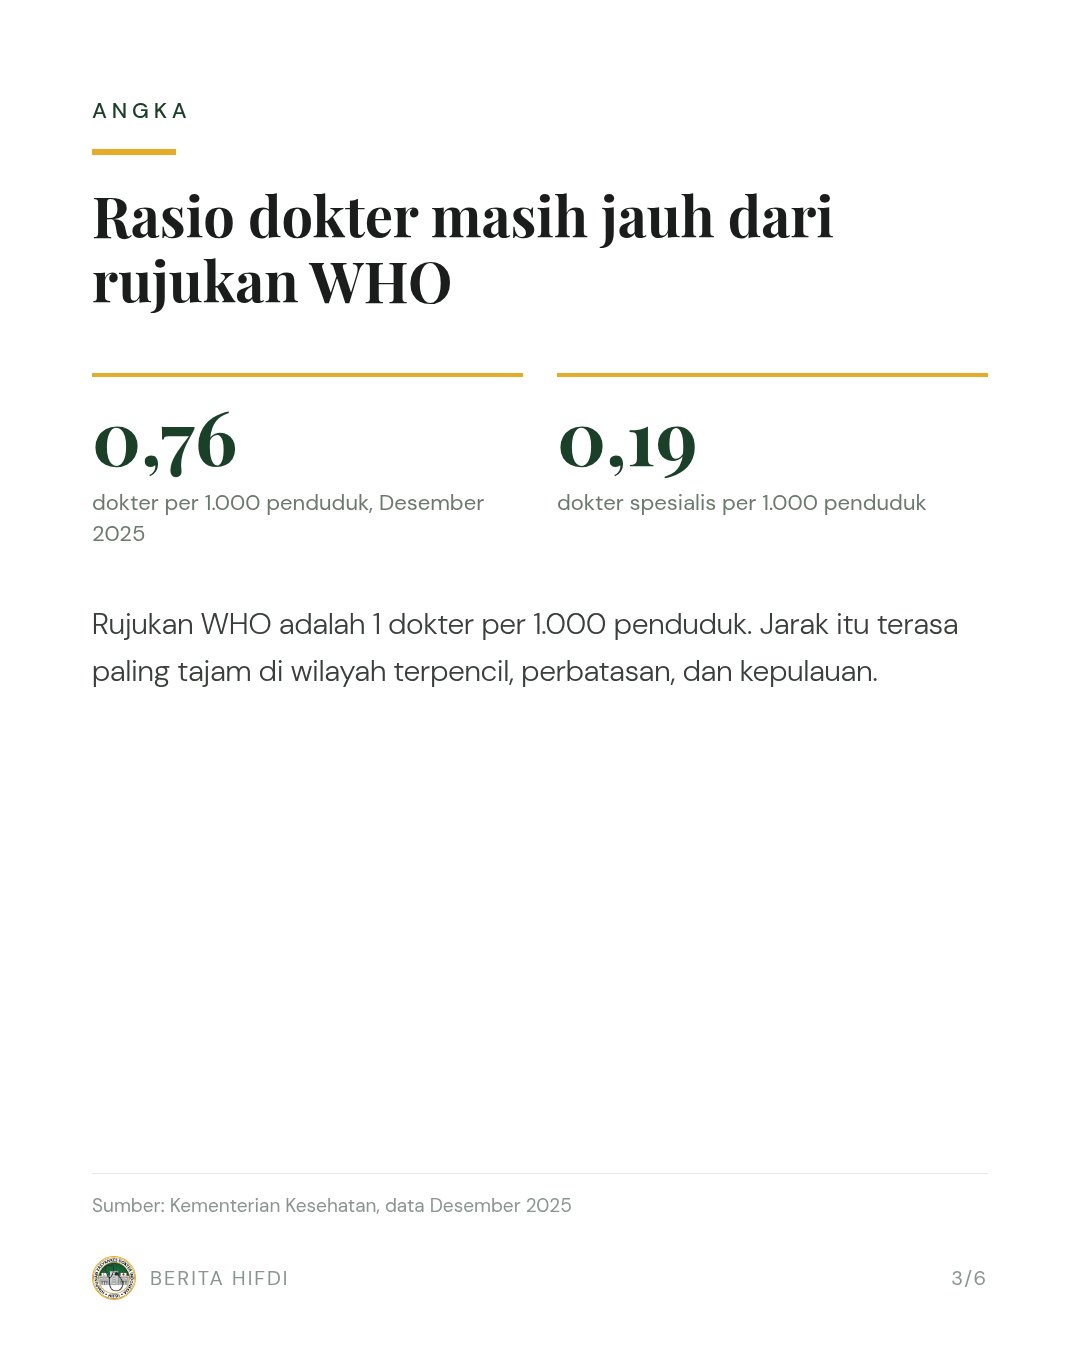 ANGKA
Rasio dokter masih jauh dari
rujukan WHO
0,76
dokter per 1.000 penduduk, Desember
2025
0,19
dokter spesialis per 1.000 penduduk
Rujukan WHO adalah 1 dokter per 1.000 penduduk. Jarak itu terasa
paling tajam di wilayah terpencil, perbatasan, dan kepulauan.
Sumber: Kementerian Kesehatan, data Desember 2025
BERITA HIFDI
3/6